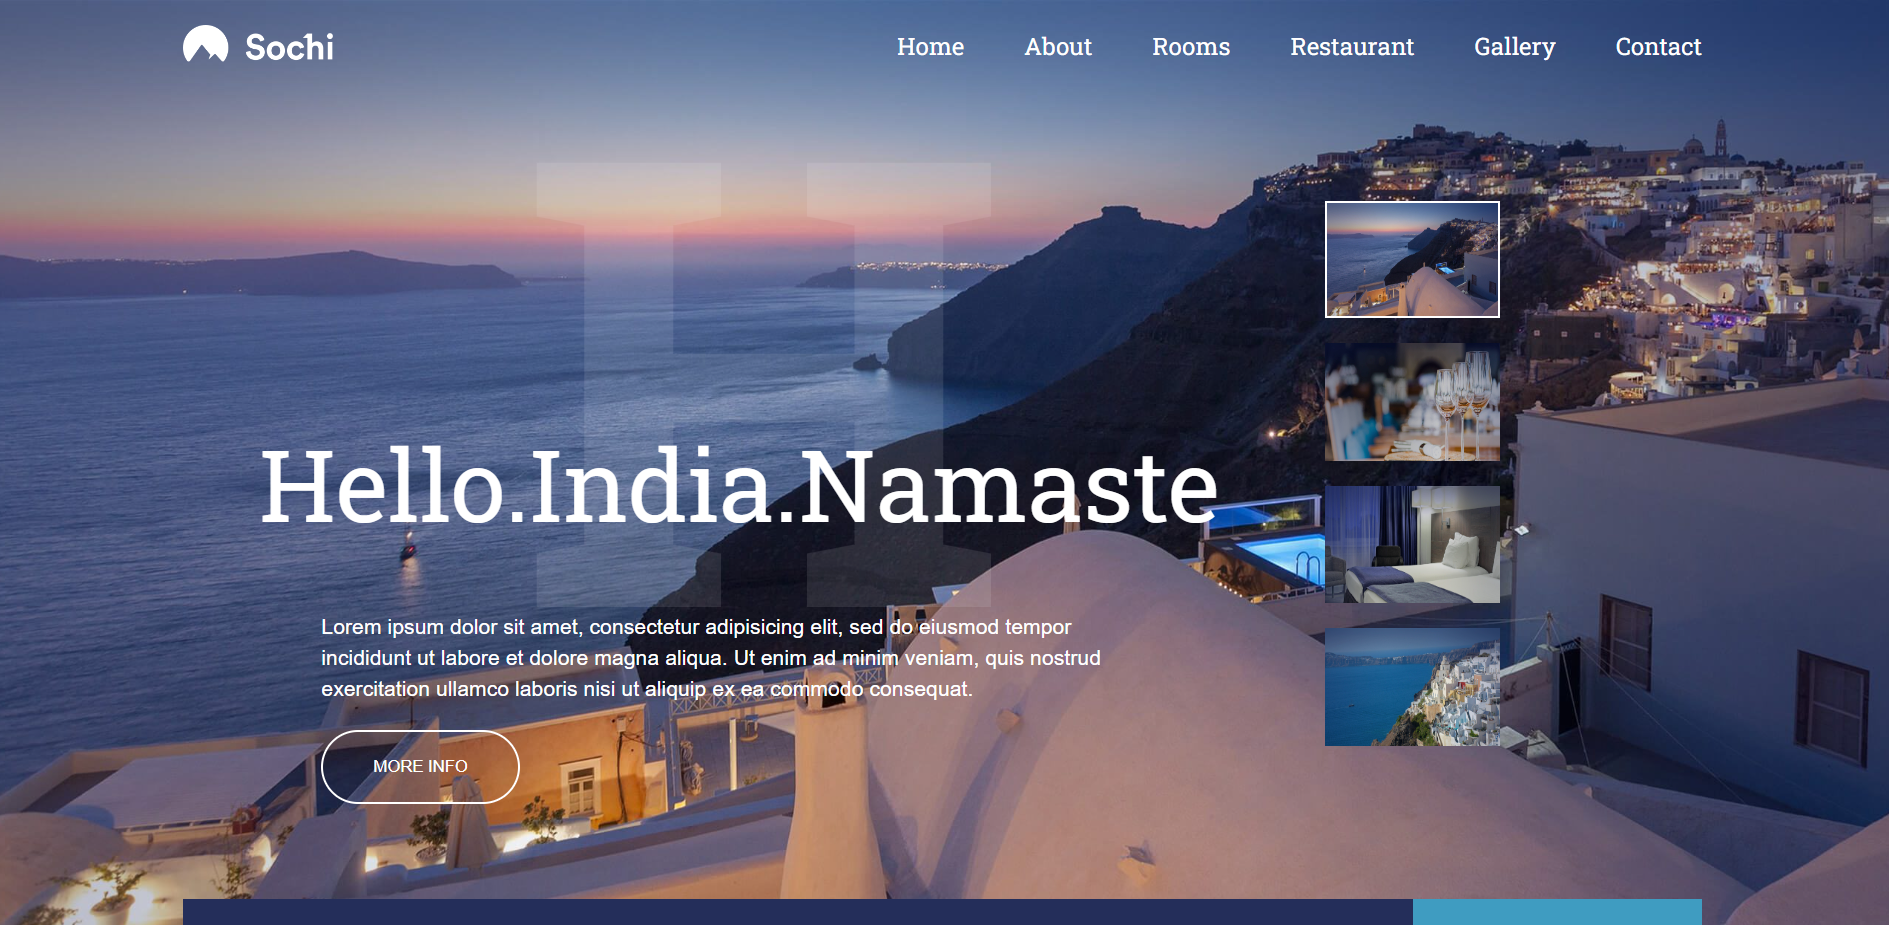 Sochi
Home About Rooms Restaurant Gallery Contact
H
Hello.India.Namaste
Lorem ipsum dolor sit amet, consectetur adipisicing elit, sed do eiusmod tempor
incididunt ut labore et dolore magna aliqua. Ut enim ad minim veniam, quis nostrud
exercitation ullamco laboris nisi ut aliquip ex ea commodo consequat.
MORE INFO